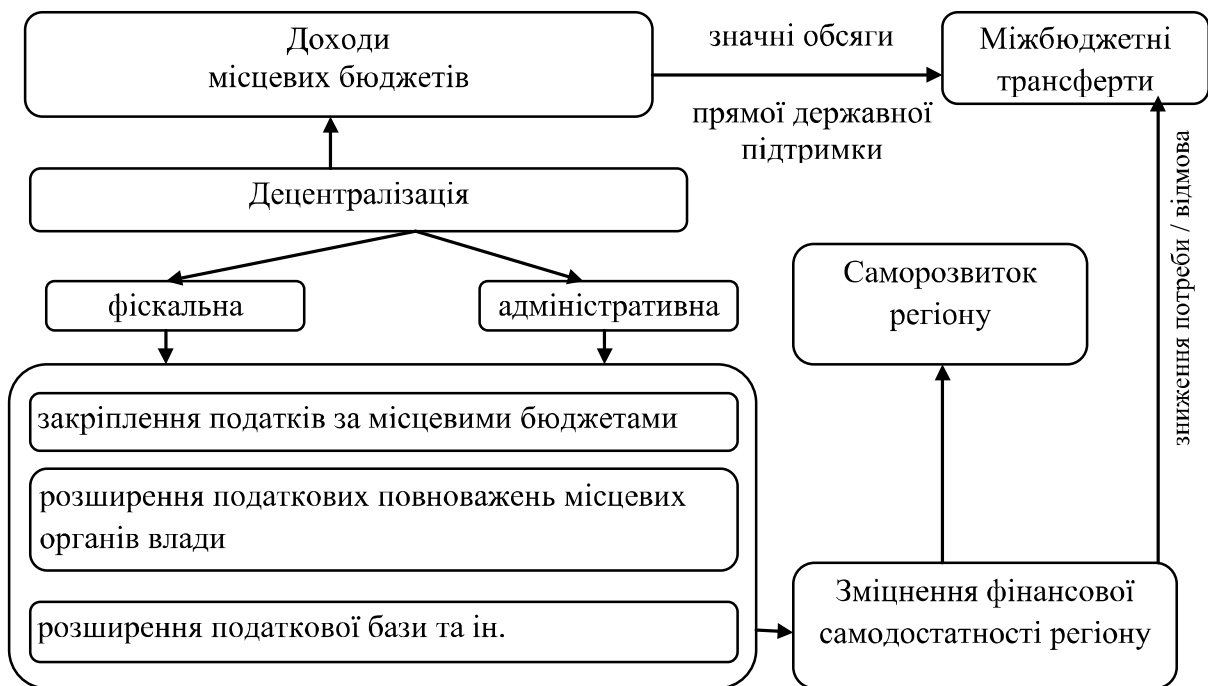 Доходи
місцевих бюджетів
значні обсяги
прямої державної
підтримки
Міжбюджетні
трансферти
Децентралізація
фіскальна
адміністративна
закріплення податків за місцевими бюджетами
розширення податкових повноважень місцевих
органів влади
розширення податкової бази та ін.
Саморозвиток
регіону
зниження потреби / відмова
Зміцнення фінансової
самодостатності регіону